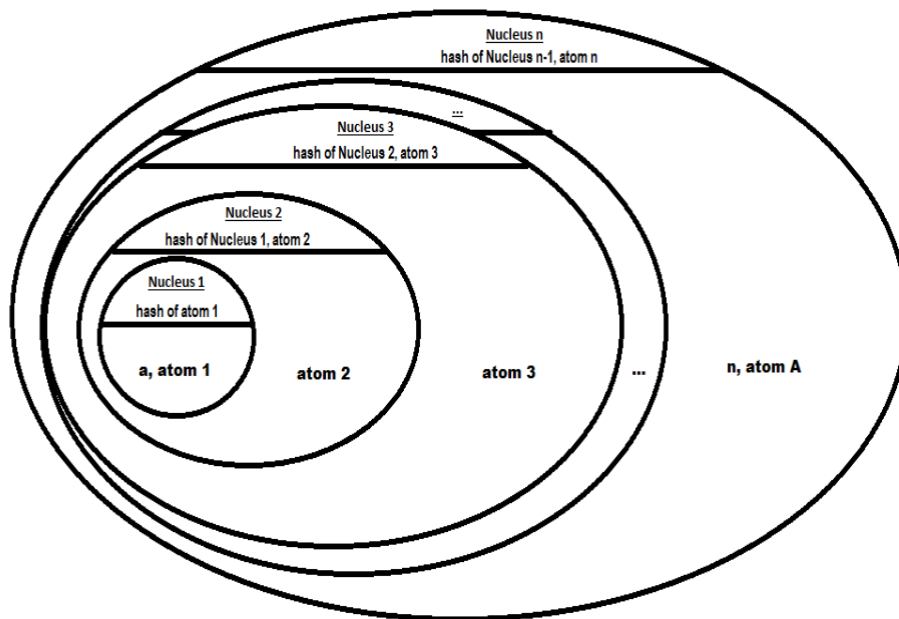 Nucleus n
hash of Nucleus n-1, atom n
...
Nucleus 3
hash of Nucleus 2, atom 3
Nucleus 2
hash of Nucleus 1, atom 2
Nucleus 1
hash of atom 1
a, atom 1
atom 2
atom 3
...
n, atom A